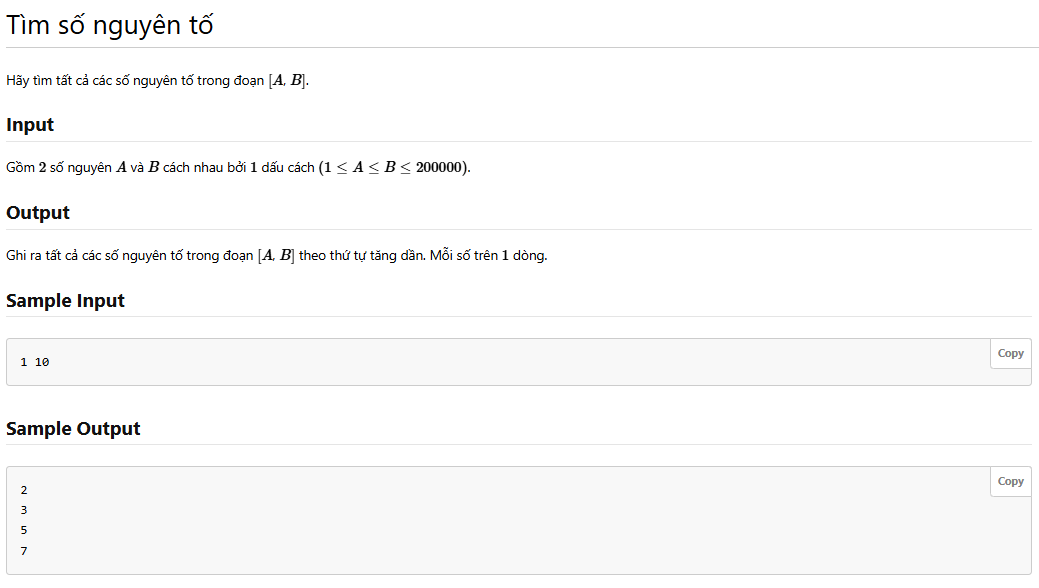 Tìm số nguyên tố
Hãy tìm tất cả các số nguyên tố trong đoạn [A, B].
Input
Gồm 2 số nguyên A và B cách nhau bởi 1 dấu cách (1 ≤ A ≤ B ≤ 200000).
Output
Ghi ra tất cả các số nguyên tố trong đoạn [A, B] theo thứ tự tăng dần. Mỗi số trên 1 dòng.
Sample Input
Copy
1 10
Sample Output
Copy
2
3
5
7